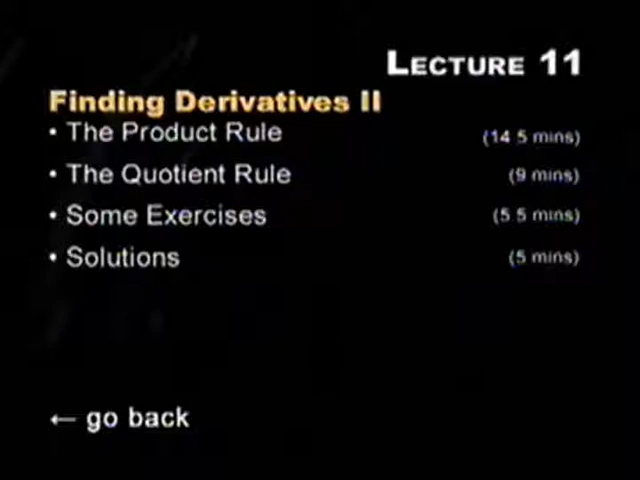 LECTURE 11
Finding Derivatives II
• The Product Rule (14 5 mins)
• The Quotient Rule (9 mins)
• Some Exercises (5 5 mins)
• Solutions (5 mins)
← go back